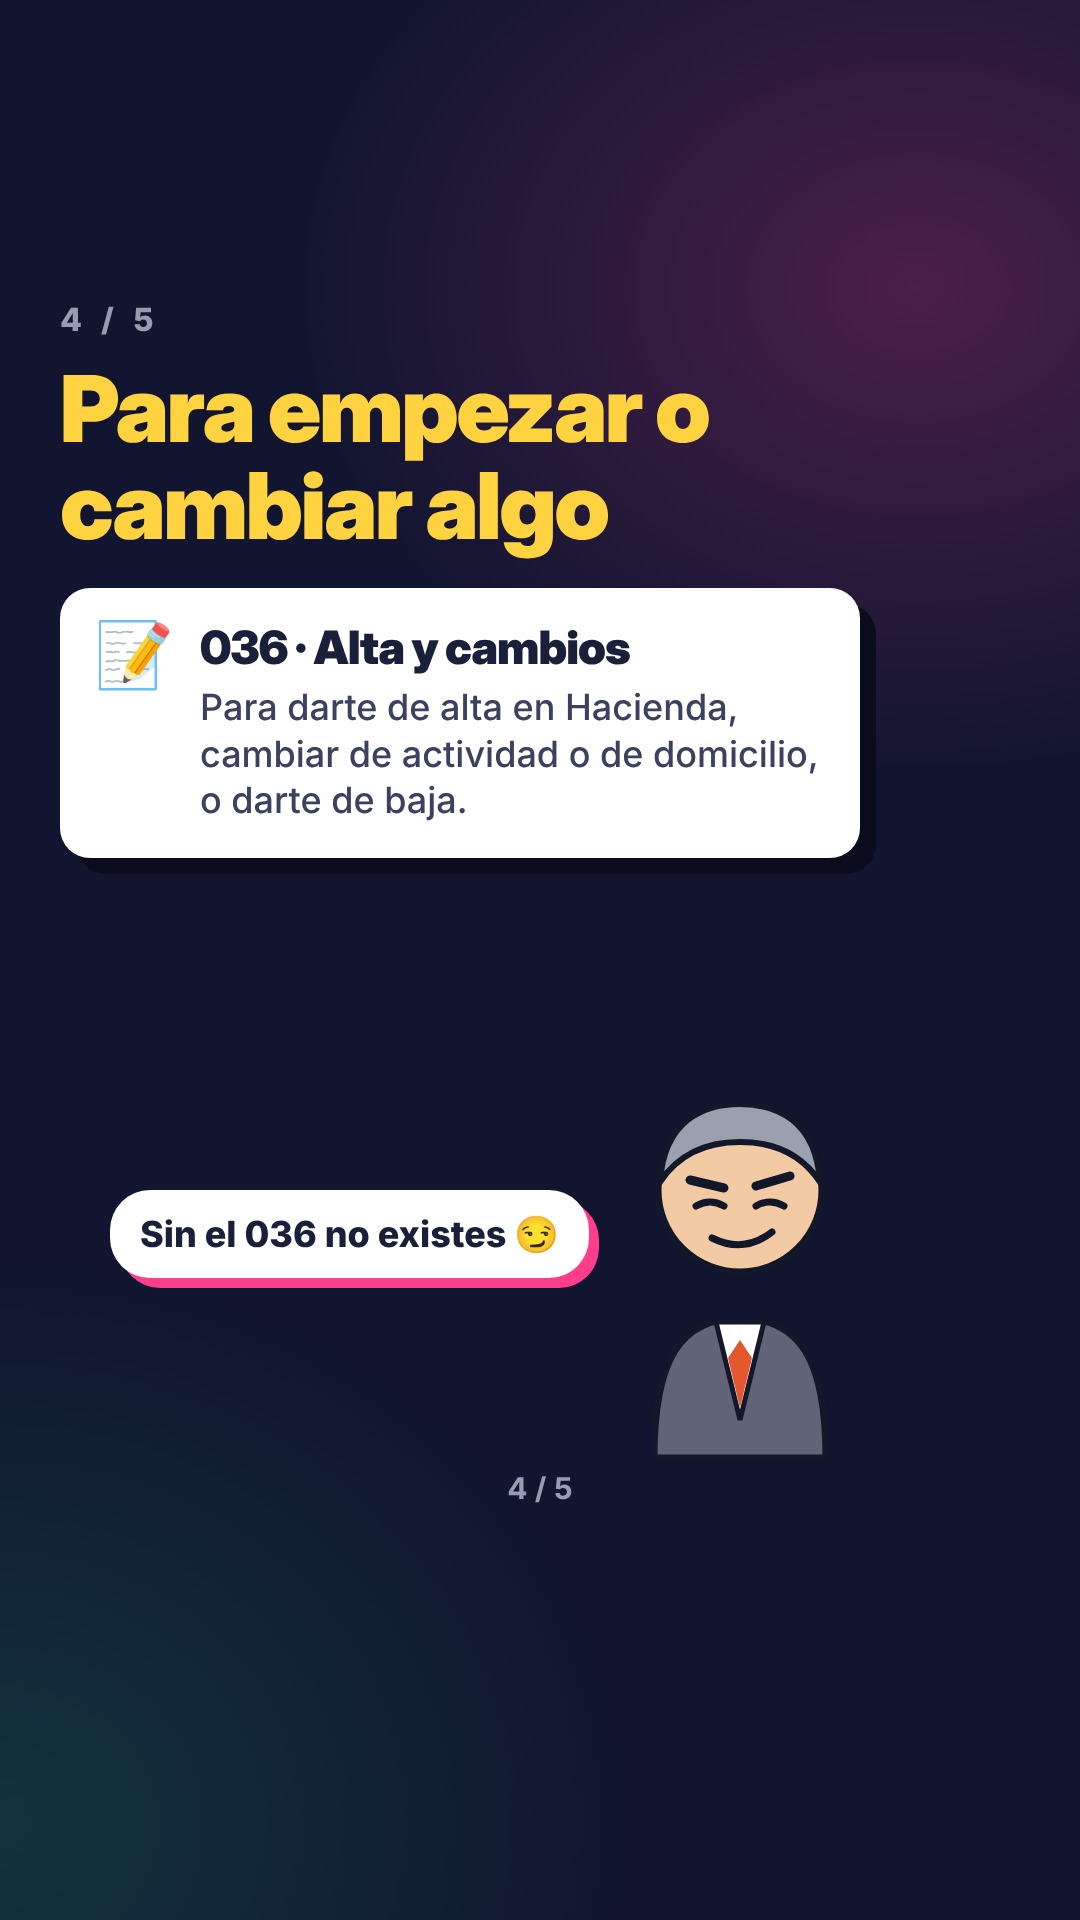 4 / 5
Para empezar o
cambiar algo
036 · Alta y cambios
Para darte de alta en Hacienda,
cambiar de actividad o de domicilio,
o darte de baja.
Sin el 036 no existes 😏
4 / 5